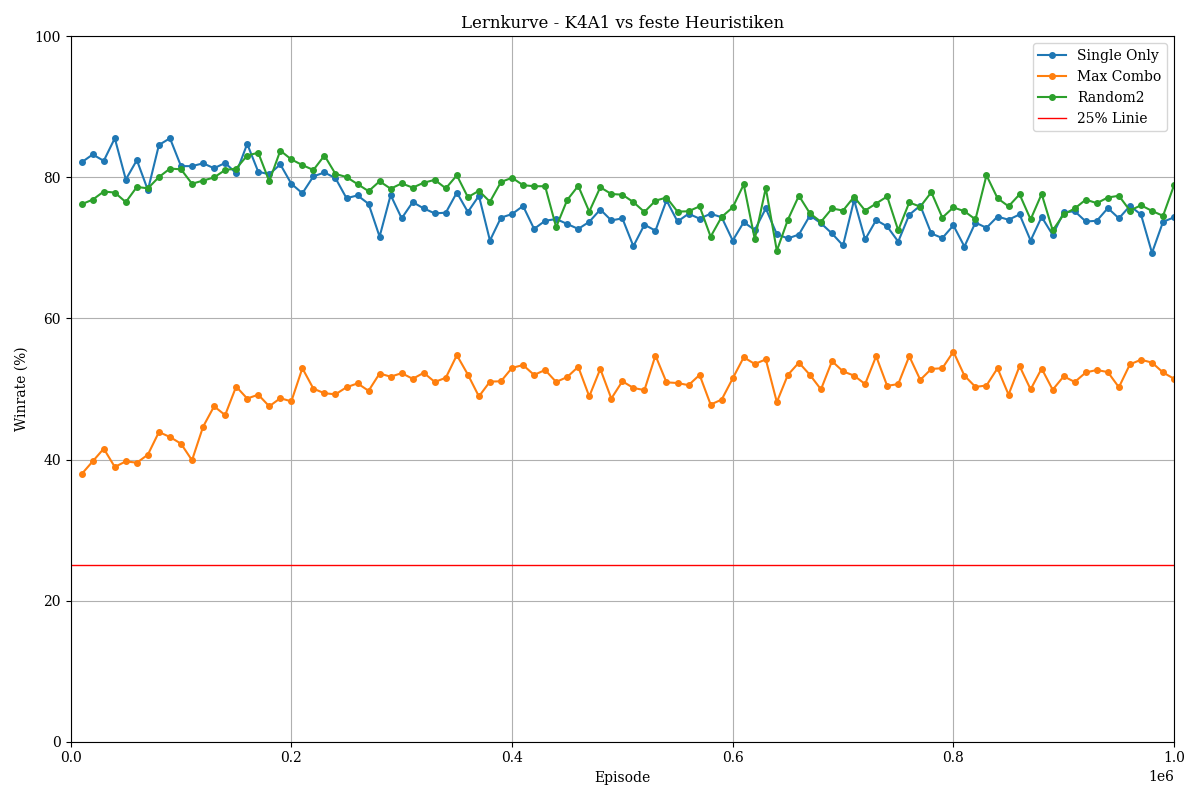 Lernkurve - K4A1 vs feste Heuristiken
100
80
60
40
20
0
Winrate (%)
Single Only
Max Combo
Random2
25% Linie
0.0 0.2 0.4 0.6 0.8 1.0
Episode
1e6